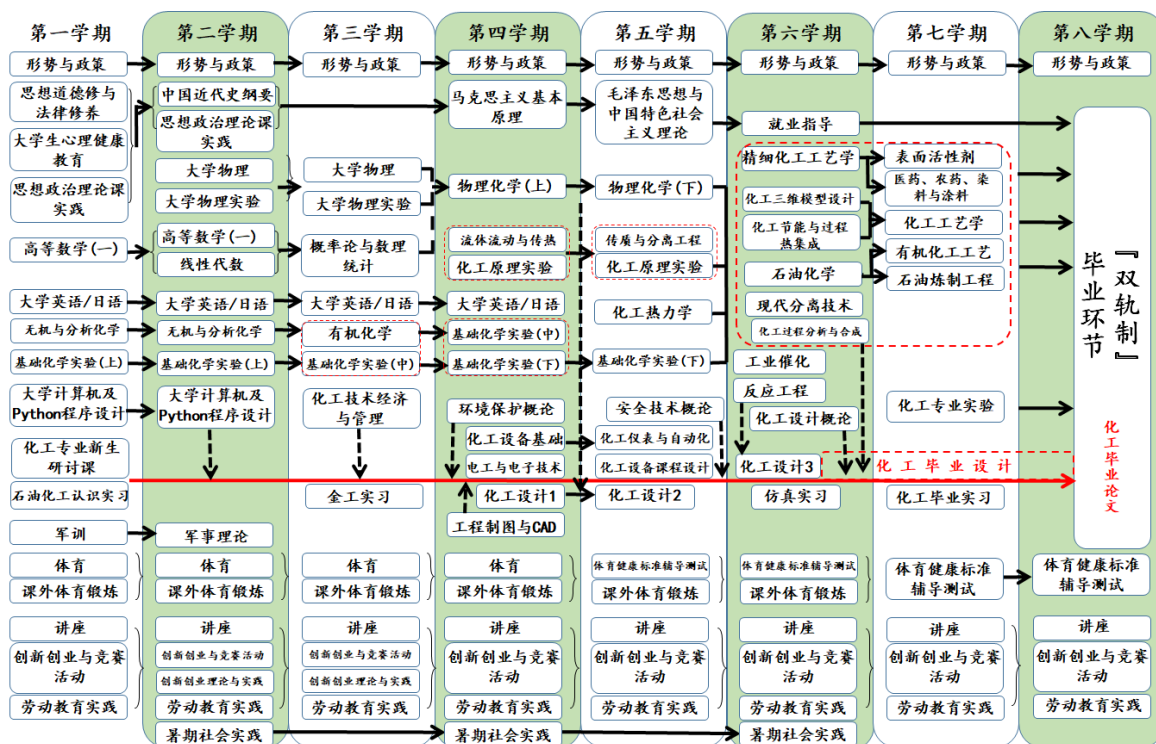 第一学期
形势与政策
思想道德修与
法律修养
大学生心理健康
教育
思想政治理论课
实践
高等数学(一)
大学英语/日语
无机与分析化学
基础化学实验(上)
大学计算机及
Python程序设计
化工专业新生
研讨课
石油化工认识实习
军训
体育
课外体育锻炼
讲座
创新创业与竞赛
活动
劳动教育实践
第二学期
形势与政策
中国近代史纲要
思想政治理论课
实践
大学物理
大学物理实验
高等数学(一)
线性代数
大学英语/日语
无机与分析化学
基础化学实验(上)
大学计算机及
Python程序设计
军事理论
体育
课外体育锻炼
讲座
创新创业与竞赛活动
创新创业理论与实践
劳动教育实践
暑期社会实践
第三学期
形势与政策
大学物理
大学物理实验
概率论与数理
统计
大学英语/日语
有机化学
基础化学实验(中)
化工技术经济
与管理
金工实习
体育
课外体育锻炼
讲座
创新创业与竞赛活动
创新创业理论与实践
劳动教育实践
第四学期
形势与政策
马克思主义基本
原理
物理化学(上)
流体流动与传热
化工原理实验
大学英语/日语
基础化学实验(中)
基础化学实验(下)
环境保护概论
化工设备基础
电工与电子技术
化工设计1
工程制图与CAD
体育
课外体育锻炼
讲座
创新创业与竞赛
活动
劳动教育实践
暑期社会实践
第五学期
形势与政策
毛泽东思想与
中国特色社会
主义理论
物理化学(下)
传质与分离工程
化工原理实验
化工热力学
基础化学实验(下)
安全技术概论
化工仪表与自动化
化工设备课程设计
化工设计2
体育健康标准辅导测试
课外体育锻炼
讲座
创新创业与竞赛
活动
劳动教育实践
第六学期
形势与政策
就业指导
精细化工工艺学
化工三维模型设计
化工节能与过程
热集成
石油化学
现代分离技术
化工过程分析与合成
工业催化
反应工程
化工设计概论
化工设计3
仿真实习
体育健康标准辅导测试
课外体育锻炼
讲座
创新创业与竞赛
活动
劳动教育实践
暑期社会实践
第七学期
形势与政策
表面活性剂
医药、农药、染
料与涂料
化工工艺学
有机化工工艺
石油炼制工程
化工专业实验
化工毕业设计
化工毕业实习
体育健康标准
辅导测试
讲座
创新创业与竞赛
活动
劳动教育实践
第八学期
形势与政策
『双轨制』
毕业环节
化工毕业论文
体育健康标准
辅导测试
讲座
创新创业与竞赛
活动
劳动教育实践